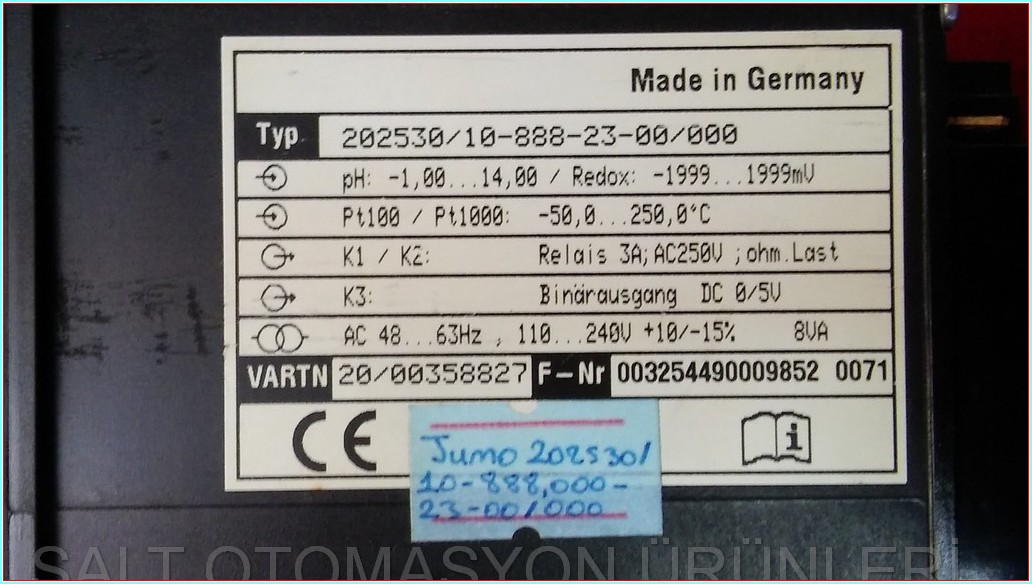 Made in Germany
Typ. 202530/10-888-23-00/000
pH: -1,00...14,00 / Redox: -1999...1999mV
Pt100 / Pt1000: -50,0...250,0°C
K1 / K2: Relais 3A;AC250V ;ohm.Last
K3: Binärausgang DC 0/5V
AC 48...63Hz , 110...240V +10/-15% 8VA
VARTN 20/00358827 F-Nr 003254490009852 0071
CE i
Jumo 202530/
10-888,000-
23-00/000
SALT OTOMASYON ÜRÜNLERİ